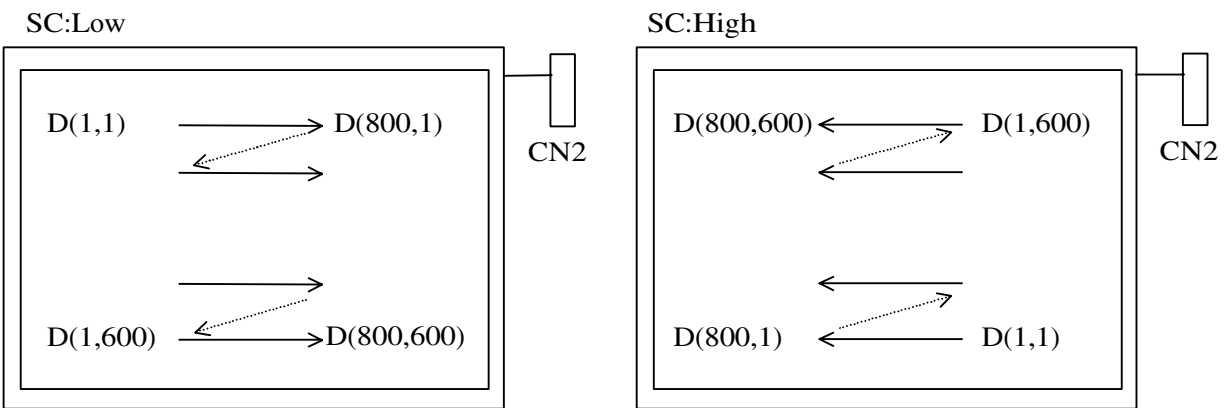 SC:Low
D(1,1) D(800,1)
CN2
D(1,600) D(800,600)
SC:High
D(800,600) D(1,600)
CN2
D(800,1) D(1,1)